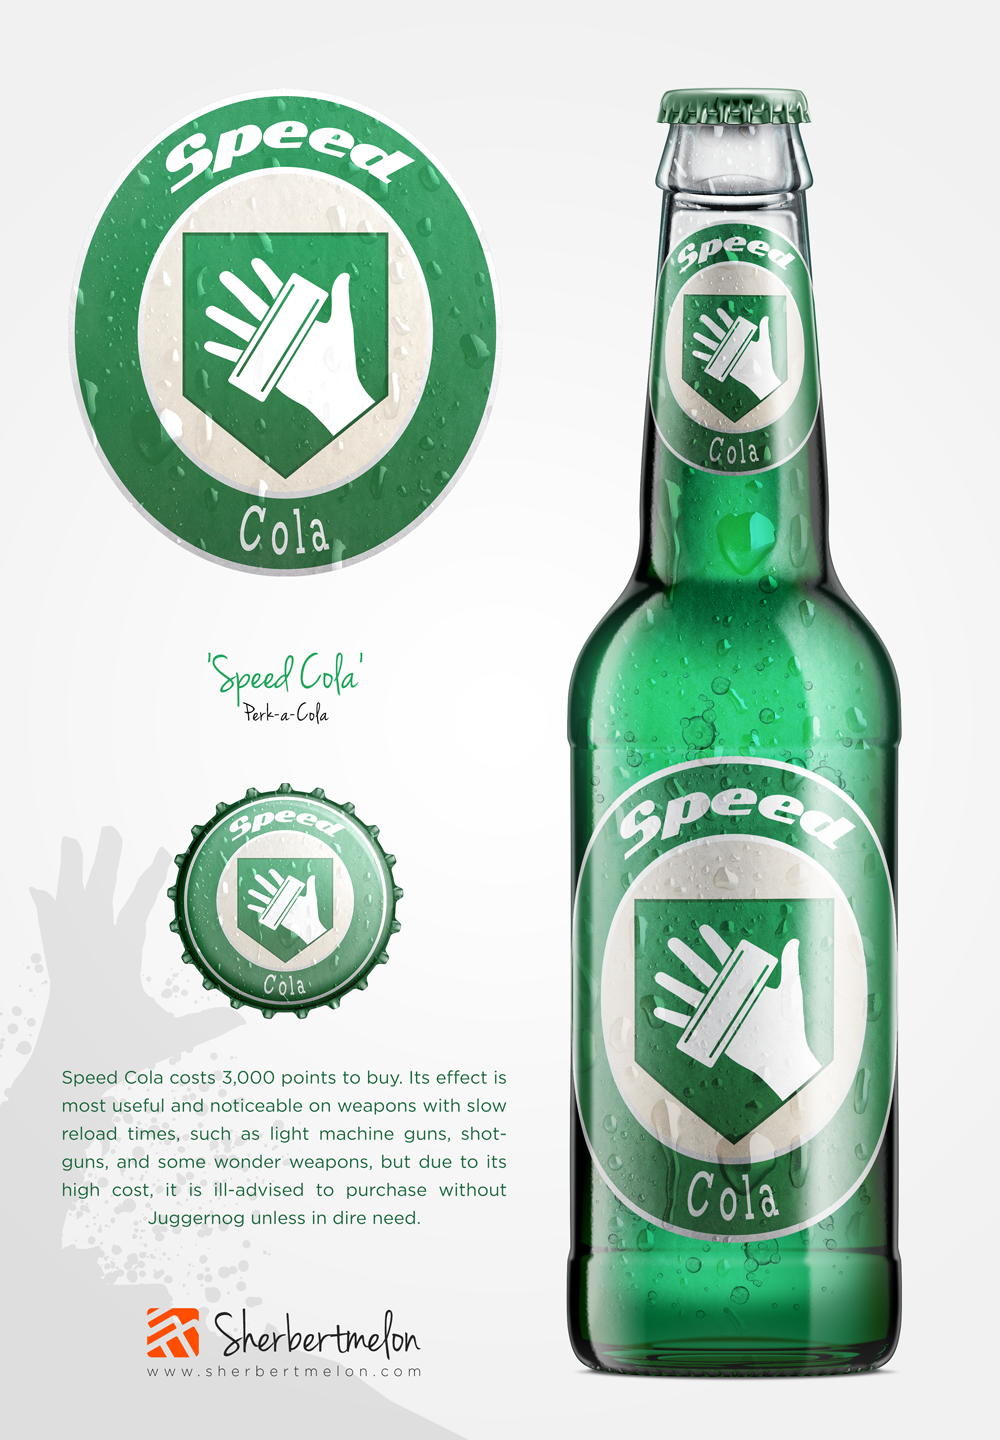 Speed
Cola
'Speed Cola'
Perk-a-Cola
Speed
Cola
Speed Cola costs 3,000 points to buy. Its effect is
most useful and noticeable on weapons with slow
reload times, such as light machine guns, shot-
guns, and some wonder weapons, but due to its
high cost, it is ill-advised to purchase without
Juggernog unless in dire need.
Sherbertmelon
www.sherbertmelon.com
Speed
Cola
Speed
Cola